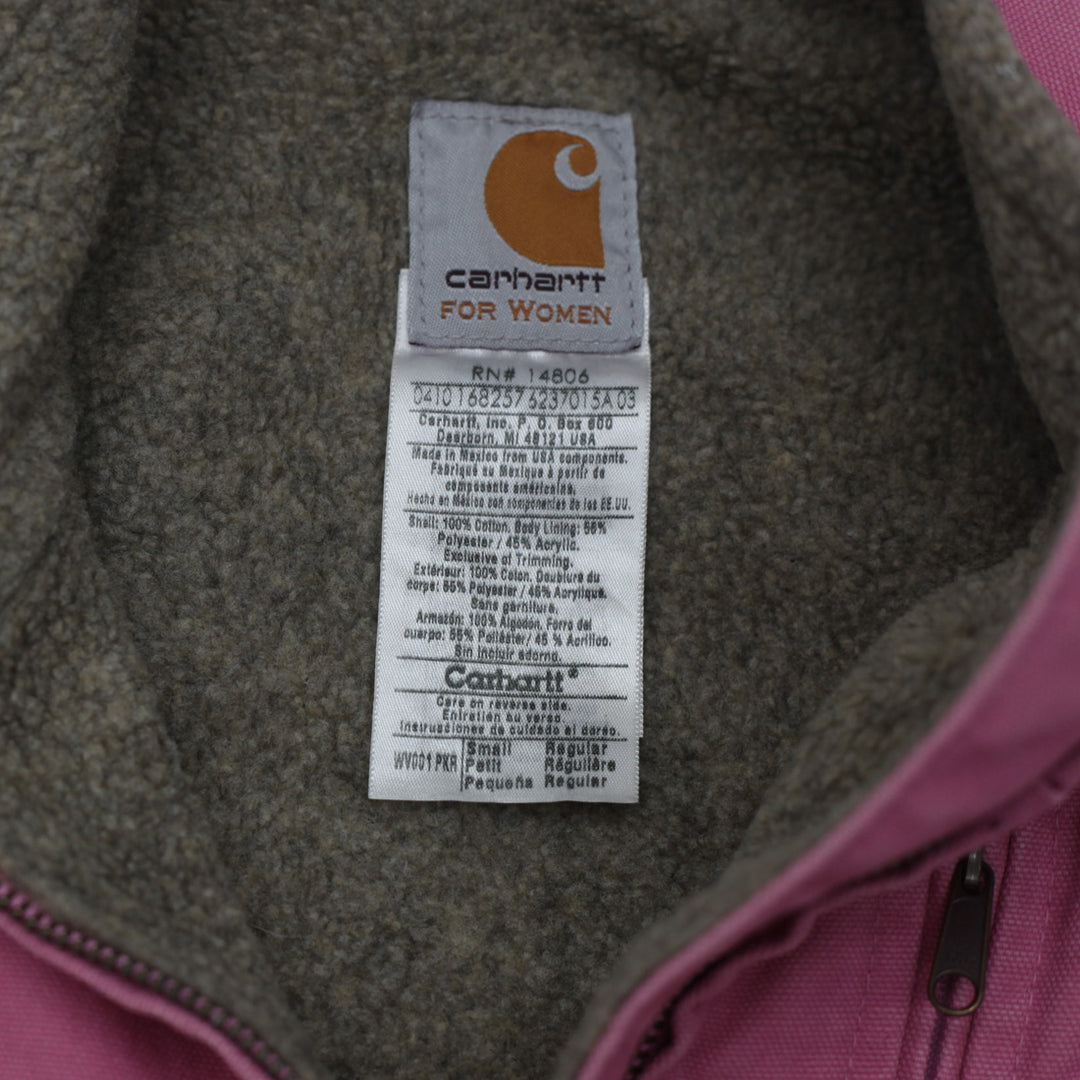 carhartt
FOR WOMEN
RN# 14806
0410168257 6237015A 03
Carhartt, Inc. P. O. Box 600
Dearborn, MI 48121 USA
Made in Mexico from USA components.
Fabriqué au Mexique à partir de
composants américains.
Hecho en México con componentes de los EE.UU.
Shell: 100% Cotton. Body Lining: 55%
Polyester / 45% Acrylic.
Exclusive of Trimming.
Extérieur: 100% Coton. Doublure du
corps: 55% Polyester / 45% Acrylique.
Sans garniture.
Armazón: 100% Algodon. Forro del
cuerpo: 55% Poliéster/ 45 % Acrílico.
Sin incluir adorno.
Carhartt®
Care on reverse side.
Entretien au verso.
Instrucciones de cuidado al dorso.
WV001 PKR Small Regular
Petit Régulière
Pequeña Regular